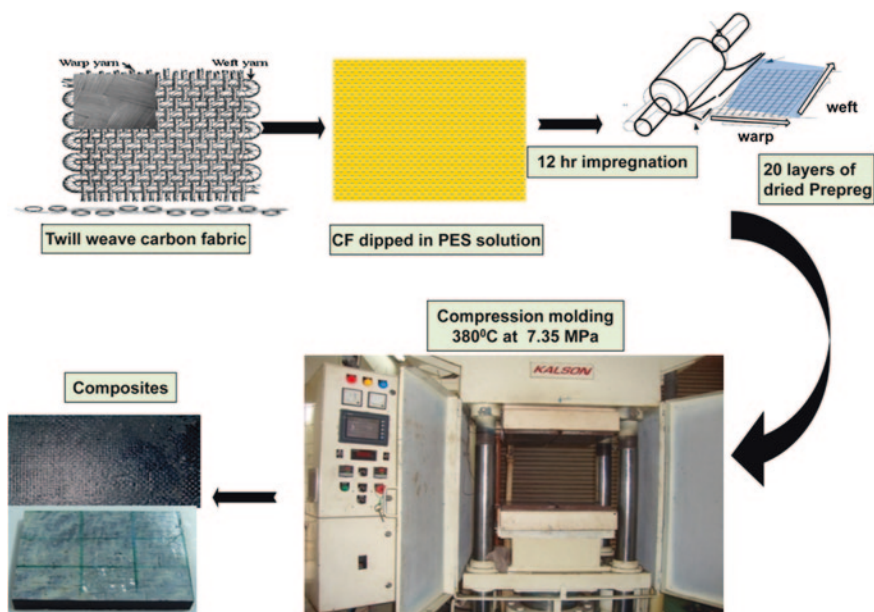 Warp yarn
Weft yarn
Twill weave carbon fabric
CF dipped in PES solution
12 hr impregnation
warp
weft
20 layers of
dried Prepreg
Compression molding
380⁰C at 7.35 MPa
KALSON
Composites